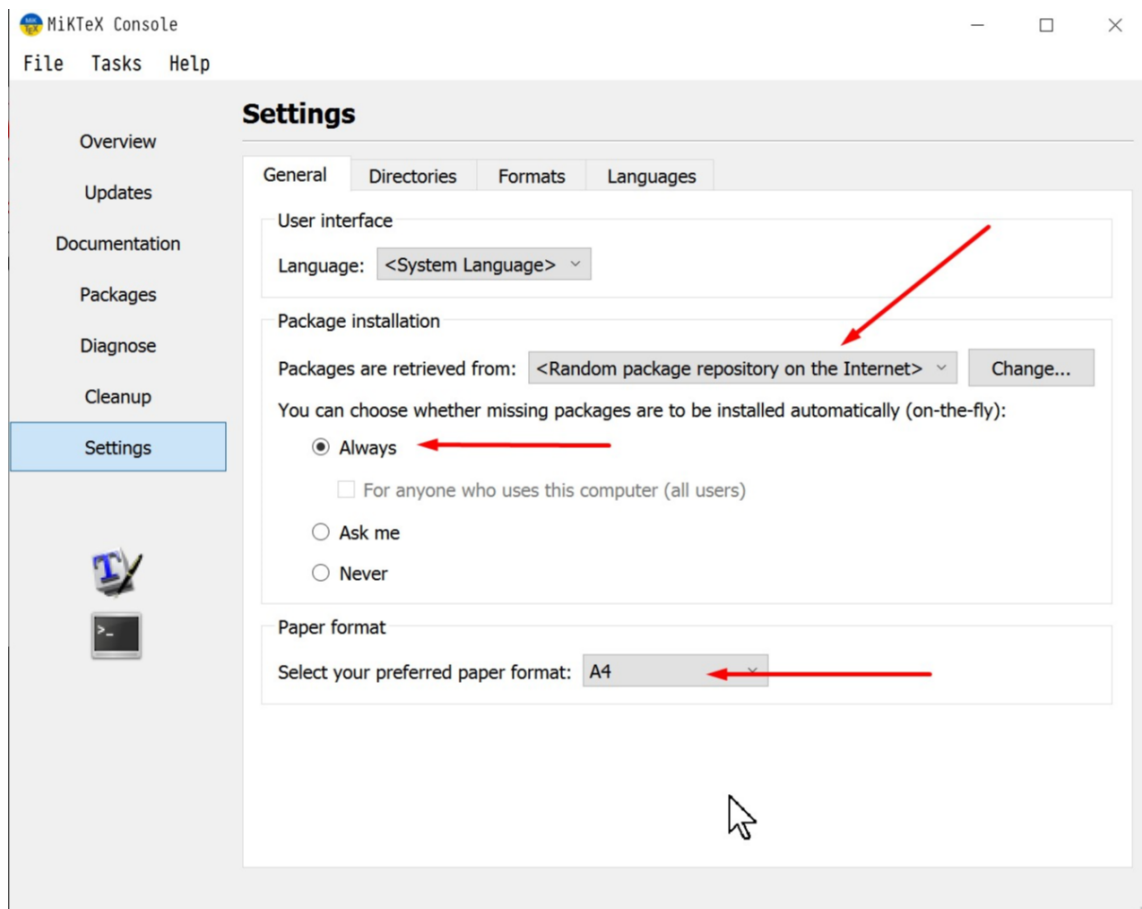 MiKTeX Console
File Tasks Help
Settings
Overview
Updates
Documentation
Packages
Diagnose
Cleanup
Settings
General Directories Formats Languages
User interface
Language: <System Language>
Package installation
Packages are retrieved from: <Random package repository on the Internet> Change...
You can choose whether missing packages are to be installed automatically (on-the-fly):
Always
For anyone who uses this computer (all users)
Ask me
Never
Paper format
Select your preferred paper format: A4